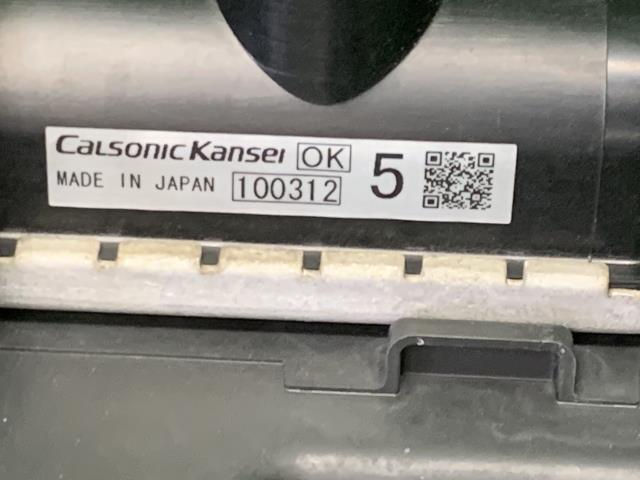 CALSONIC KANSEI OK
MADE IN JAPAN 100312 5